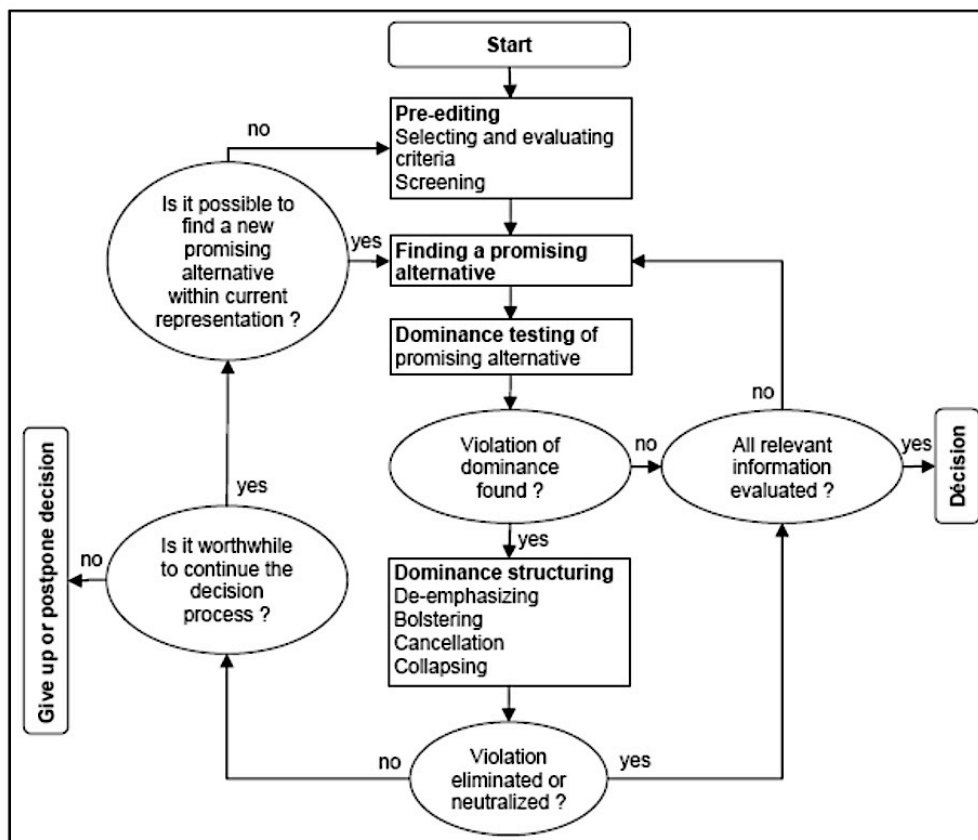 Start
Pre-editing
Selecting and evaluating
criteria
Screening
no
Is it possible to
find a new
promising
alternative
within current
representation ?
yes
Finding a promising
alternative
Dominance testing of
promising alternative
no
Violation of
dominance
found ?
no
All relevant
information
evaluated ?
yes
Décision
yes
Give up or postpone decision
yes
no
Is it worthwhile
to continue the
decision
process ?
Dominance structuring
De-emphasizing
Bolstering
Cancellation
Collapsing
no
Violation
eliminated or
neutralized ?
yes